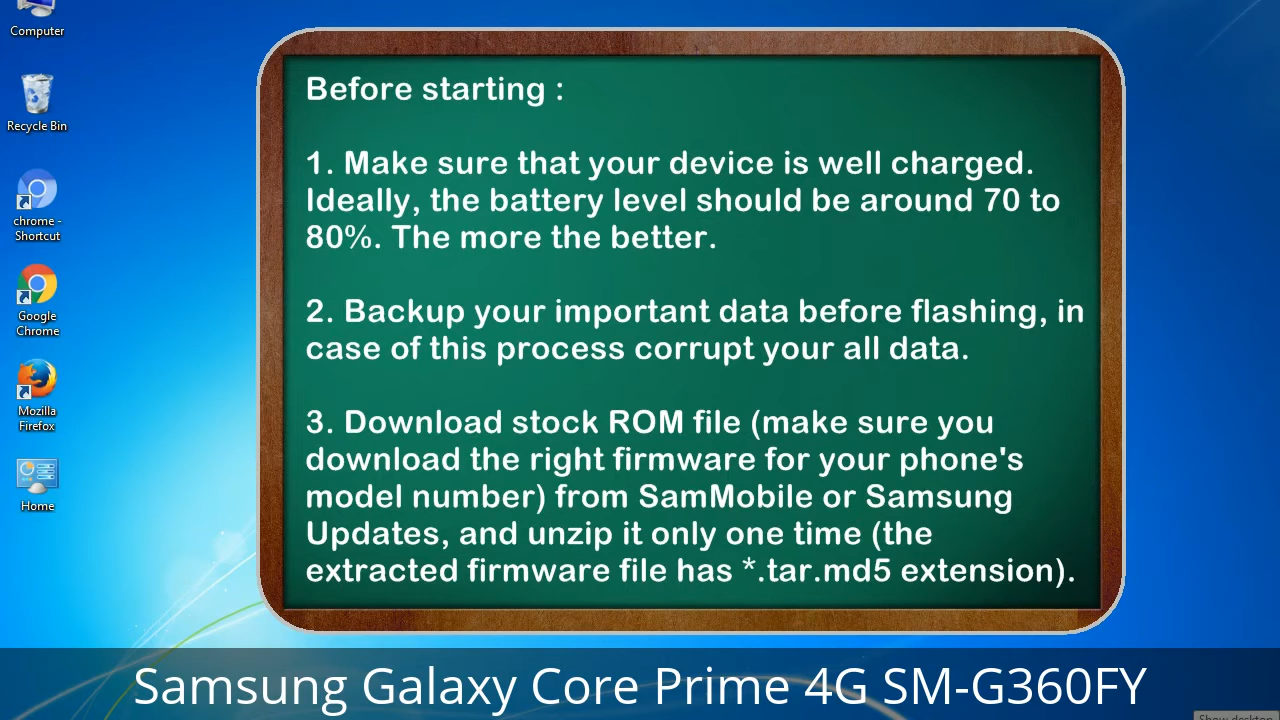 Computer
Recycle Bin
chrome -
Shortcut
Google
Chrome
Mozilla
Firefox
Home
Before starting :
1. Make sure that your device is well charged.
Ideally, the battery level should be around 70 to
80%. The more the better.
2. Backup your important data before flashing, in
case of this process corrupt your all data.
3. Download stock ROM file (make sure you
download the right firmware for your phone's
model number) from SamMobile or Samsung
Updates, and unzip it only one time (the
extracted firmware file has *.tar.md5 extension).
Samsung Galaxy Core Prime 4G SM-G360FY
Show desktop